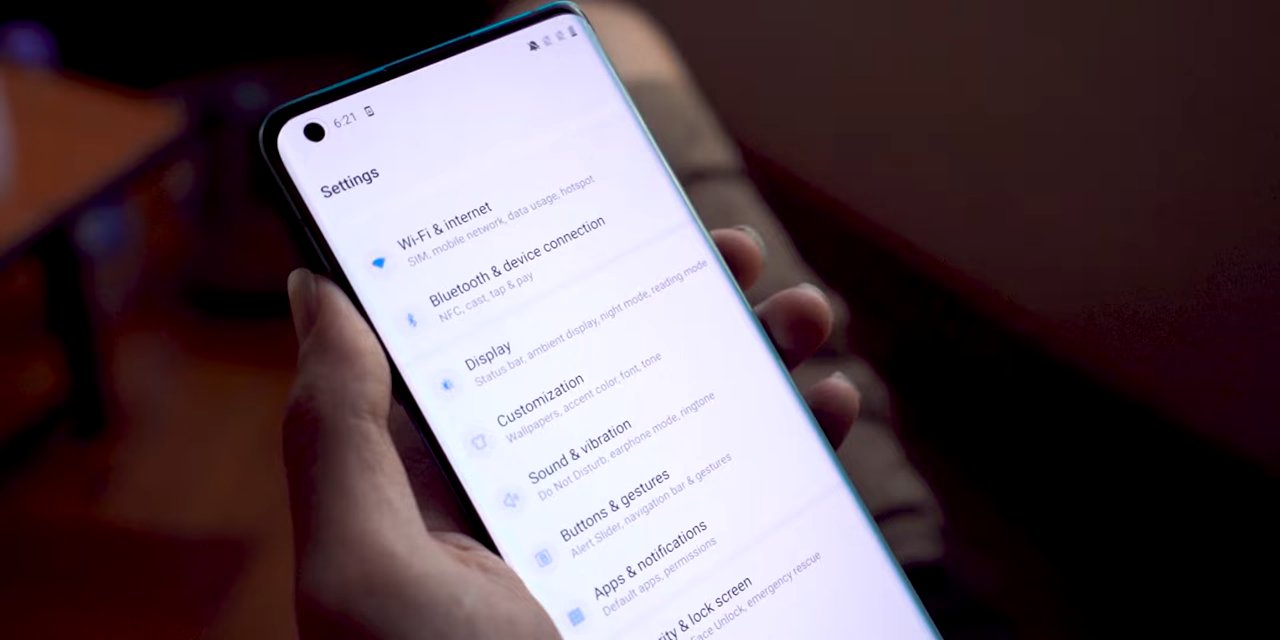 6:21
Settings
Wi-Fi & internet
SIM, mobile network, data usage, hotspot
Bluetooth & device connection
NFC, cast, tap & pay
Display
Status bar, ambient display, night mode, reading mode
Customization
Wallpapers, accent color, font, tone
Sound & vibration
Do Not Disturb, earphone mode, ringtone
Buttons & gestures
Alert Slider, navigation bar & gestures
Apps & notifications
Default apps, permissions
rity & lock screen
Face Unlock, emergency rescue